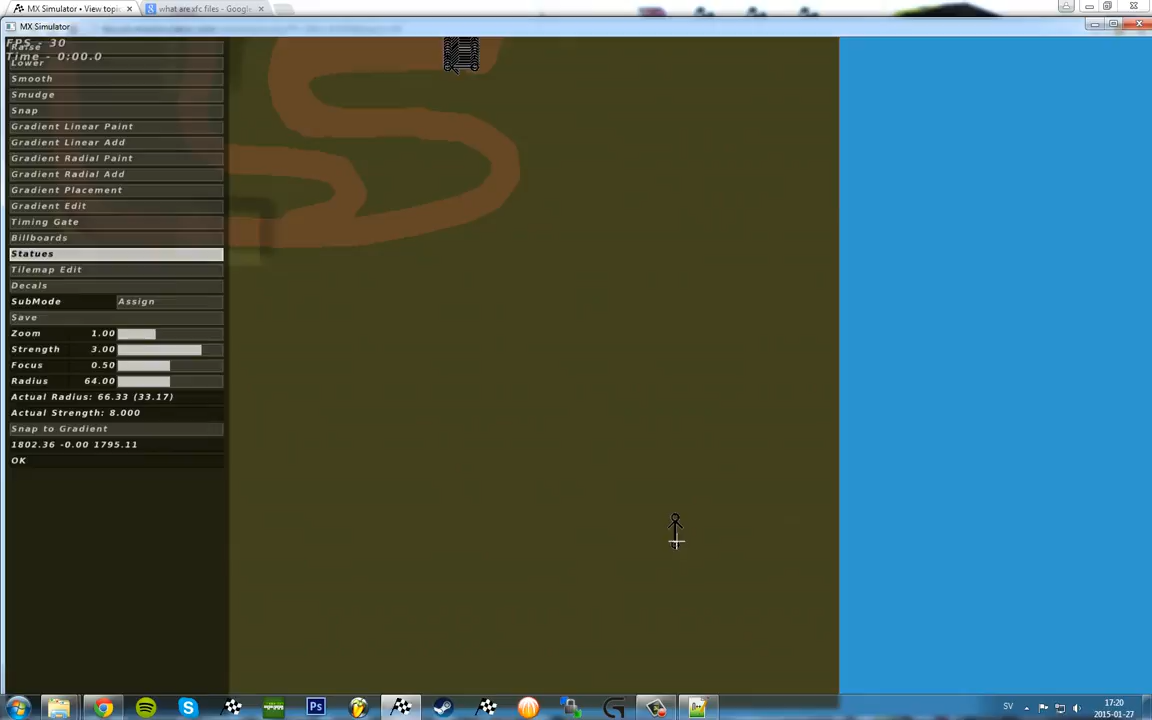 MX Simulator • View topi
what are xfc files - Google
MX Simulator
FPS - 30
Raise
Time - 0:00.0
Lower
Smooth
Smudge
Snap
Gradient Linear Paint
Gradient Linear Add
Gradient Radial Paint
Gradient Radial Add
Gradient Placement
Gradient Edit
Timing Gate
Billboards
Statues
Tilemap Edit
Decals
SubMode Assign
Save
Zoom 1.00
Strength 3.00
Focus 0.50
Radius 64.00
Actual Radius: 66.33 (33.17)
Actual Strength: 8.000
Snap to Gradient
1802.36 -0.00 1795.11
OK
Ps
SV
17:20
2015-01-27